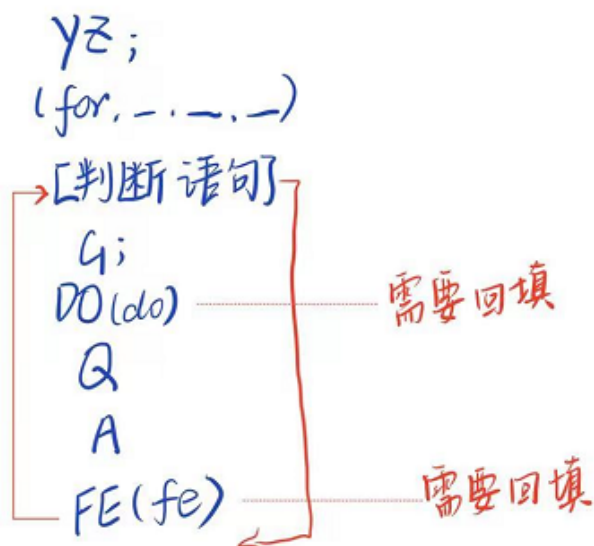 YZ;
(for, _ . _ , _)
[判断语句]
G;
DO(do) 需要回填
Q
A
FE(fe) 需要回填